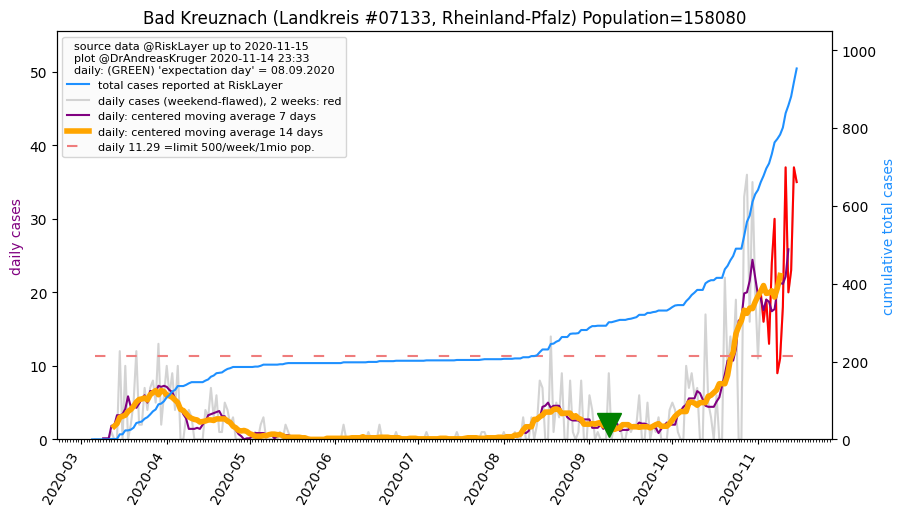 Bad Kreuznach (Landkreis #07133, Rheinland-Pfalz) Population=158080
source data @RiskLayer up to 2020-11-15
plot @DrAndreasKruger 2020-11-14 23:33
daily: (GREEN) 'expectation day' = 08.09.2020
total cases reported at RiskLayer
daily cases (weekend-flawed), 2 weeks: red
daily: centered moving average 7 days
daily: centered moving average 14 days
daily 11.29 =limit 500/week/1mio pop.
daily cases
50
40
30
20
10
0
cumulative total cases
1000
800
600
400
200
0
2020-03
2020-04
2020-05
2020-06
2020-07
2020-08
2020-09
2020-10
2020-11